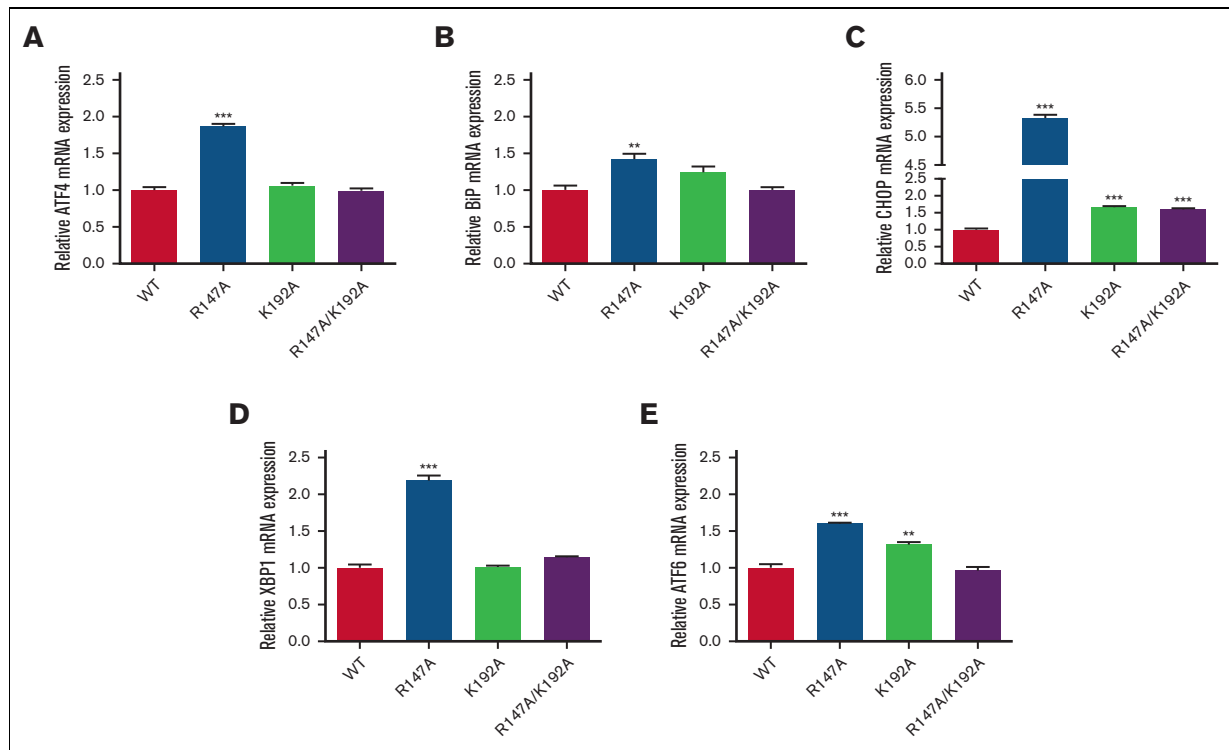 A
Relative ATF4 mRNA expression
2.5
2.0
1.5
1.0
0.5
0.0
***
WT
R147A
K192A
R147A/K192A
B
Relative BiP mRNA expression
2.5
2.0
1.5
1.0
0.5
0.0
**
WT
R147A
K192A
R147A/K192A
C
Relative CHOP mRNA expression
6.0
5.5
5.0
4.5
2.5
2.0
1.5
1.0
0.5
0.0
***
***
***
WT
R147A
K192A
R147A/K192A
D
Relative XBP1 mRNA expression
2.5
2.0
1.5
1.0
0.5
0.0
***
WT
R147A
K192A
R147A/K192A
E
Relative ATF6 mRNA expression
2.5
2.0
1.5
1.0
0.5
0.0
***
**
WT
R147A
K192A
R147A/K192A